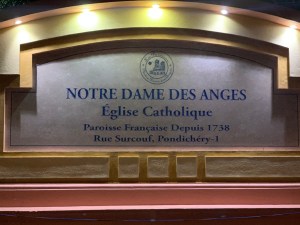 NOTRE DAME DES ANGES
Église Catholique
Paroisse Française Depuis 1738
Rue Surcouf, Pondichéry-1